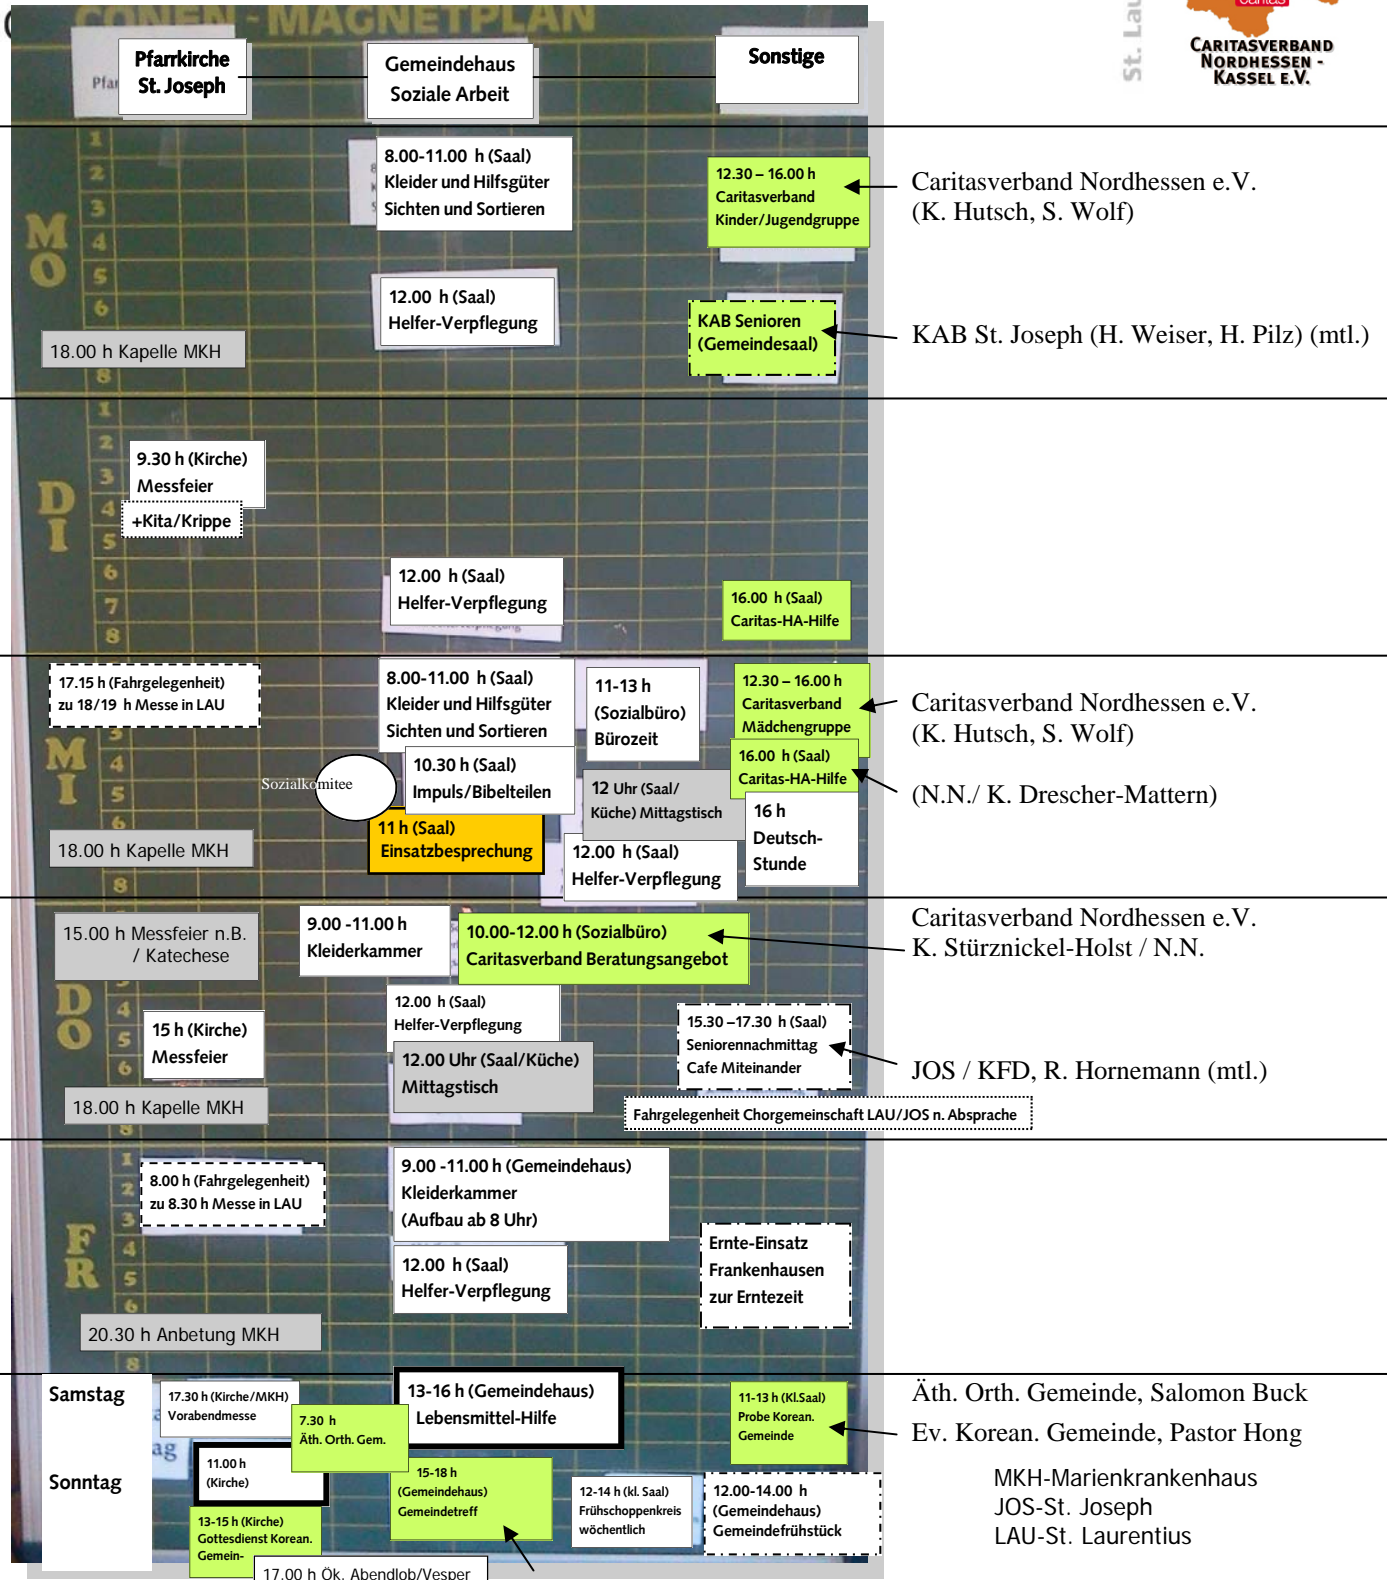 CONEN-MAGNETPLAN
Pfarrkirche
St. Joseph
Gemeindehaus
Soziale Arbeit
Sonstige
St. Lau
caritas
CARITASVERBAND
NORDHESSEN -
KASSEL E.V.
MO
8.00-11.00 h (Saal)
Kleider und Hilfsgüter
Sichten und Sortieren
12.30 – 16.00 h
Caritasverband
Kinder/Jugendgruppe
Caritasverband Nordhessen e.V.
(K. Hutsch, S. Wolf)
12.00 h (Saal)
Helfer-Verpflegung
KAB Senioren
(Gemeindesaal)
KAB St. Joseph (H. Weiser, H. Pilz) (mtl.)
18.00 h Kapelle MKH
DI
9.30 h (Kirche)
Messfeier
+Kita/Krippe
12.00 h (Saal)
Helfer-Verpflegung
16.00 h (Saal)
Caritas-HA-Hilfe
MI
17.15 h (Fahrgelegenheit)
zu 18/19 h Messe in LAU
8.00-11.00 h (Saal)
Kleider und Hilfsgüter
Sichten und Sortieren
11-13 h
(Sozialbüro)
Bürozeit
12.30 – 16.00 h
Caritasverband
Mädchengruppe
Caritasverband Nordhessen e.V.
(K. Hutsch, S. Wolf)
Sozialkomitee
10.30 h (Saal)
Impuls/Bibelteilen
12 Uhr (Saal/
Küche) Mittagstisch
16.00 h (Saal)
Caritas-HA-Hilfe
(N.N./ K. Drescher-Mattern)
11 h (Saal)
Einsatzbesprechung
12.00 h (Saal)
Helfer-Verpflegung
16 h
Deutsch-
Stunde
18.00 h Kapelle MKH
DO
15.00 h Messfeier n.B.
/ Katechese
9.00 -11.00 h
Kleiderkammer
10.00-12.00 h (Sozialbüro)
Caritasverband Beratungsangebot
Caritasverband Nordhessen e.V.
K. Stürznickel-Holst / N.N.
15 h (Kirche)
Messfeier
12.00 h (Saal)
Helfer-Verpflegung
12.00 Uhr (Saal/Küche)
Mittagstisch
15.30 –17.30 h (Saal)
Seniorennachmittag
Cafe Miteinander
JOS / KFD, R. Hornemann (mtl.)
18.00 h Kapelle MKH
Fahrgelegenheit Chorgemeinschaft LAU/JOS n. Absprache
FR
8.00 h (Fahrgelegenheit)
zu 8.30 h Messe in LAU
9.00 -11.00 h (Gemeindehaus)
Kleiderkammer
(Aufbau ab 8 Uhr)
12.00 h (Saal)
Helfer-Verpflegung
Ernte-Einsatz
Frankenhausen
zur Erntezeit
20.30 h Anbetung MKH
Samstag
17.30 h (Kirche/MKH)
Vorabendmesse
7.30 h
Äth. Orth. Gem.
13-16 h (Gemeindehaus)
Lebensmittel-Hilfe
11-13 h (Kl.Saal)
Probe Korean.
Gemeinde
Äth. Orth. Gemeinde, Salomon Buck
Ev. Korean. Gemeinde, Pastor Hong
Sonntag
11.00 h
(Kirche)
15-18 h
(Gemeindehaus)
Gemeindetreff
12-14 h (kl. Saal)
Frühschoppenkreis
wöchentlich
12.00-14.00 h
(Gemeindehaus)
Gemeindefrühstück
13-15 h (Kirche)
Gottesdienst Korean.
Gemein-
17.00 h Ök. Abendlob/Vesper
MKH-Marienkrankenhaus
JOS-St. Joseph
LAU-St. Laurentius